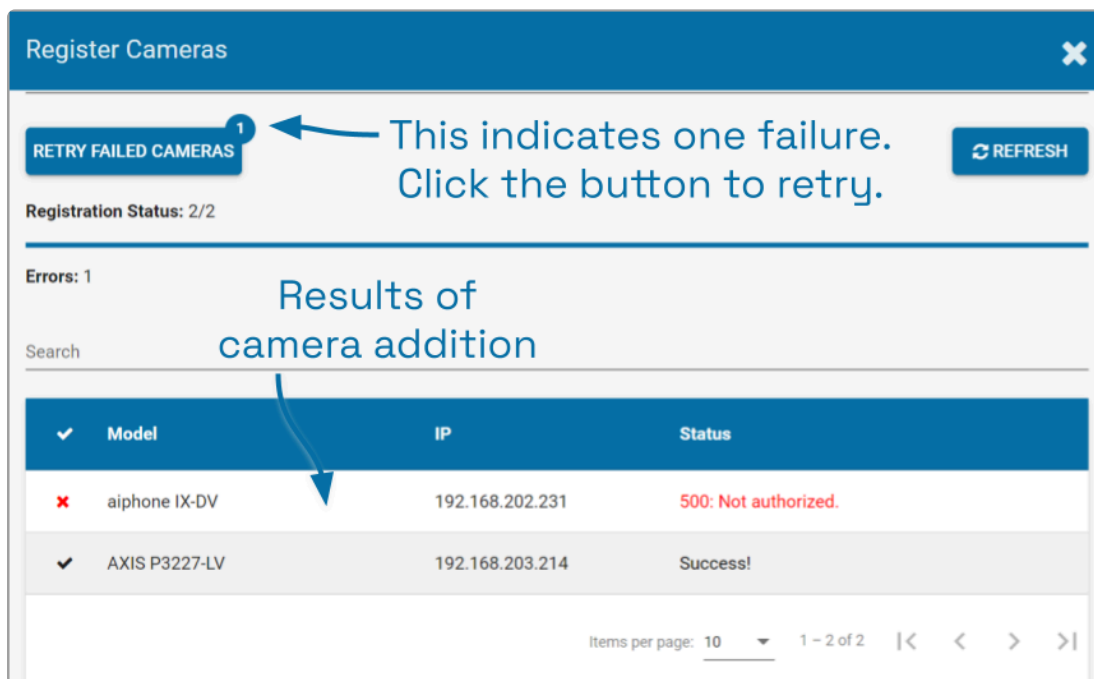 Register Cameras
1
RETRY FAILED CAMERAS
This indicates one failure.
Click the button to retry.
REFRESH
Registration Status: 2/2
Errors: 1
Results of
camera addition
Search
Model IP Status
aiphone IX-DV 192.168.202.231 500: Not authorized.
AXIS P3227-LV 192.168.203.214 Success!
Items per page: 10 1 – 2 of 2